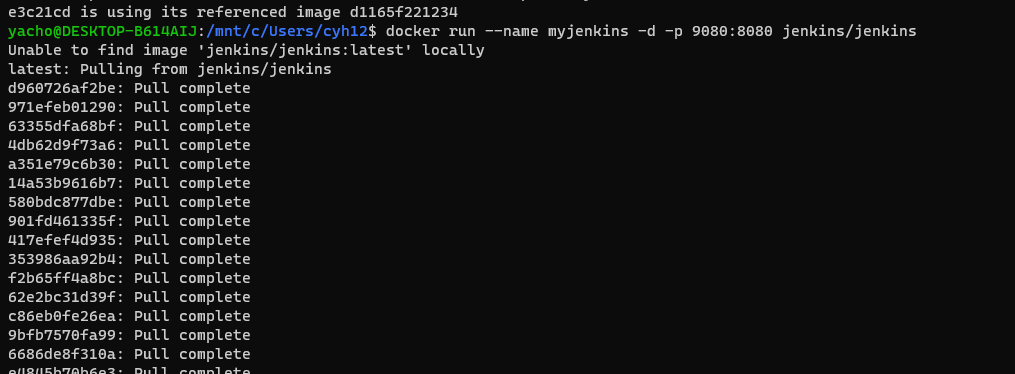 e3c21cd is using its referenced image d1165f221234
yacho@DESKTOP-B614AIJ:/mnt/c/Users/cyh12$ docker run --name myjenkins -d -p 9080:8080 jenkins/jenkins
Unable to find image 'jenkins/jenkins:latest' locally
latest: Pulling from jenkins/jenkins
d960726af2be: Pull complete
971efeb01290: Pull complete
63355dfa68bf: Pull complete
4db62d9f73a6: Pull complete
a351e79c6b30: Pull complete
14a53b9616b7: Pull complete
580bdc877dbe: Pull complete
901fd461335f: Pull complete
417efef4d935: Pull complete
353986aa92b4: Pull complete
f2b65ff4a8bc: Pull complete
62e2bc31d39f: Pull complete
c86eb0fe26ea: Pull complete
9bfb7570fa99: Pull complete
6686de8f310a: Pull complete
e4845b70b6e3: Pull complete